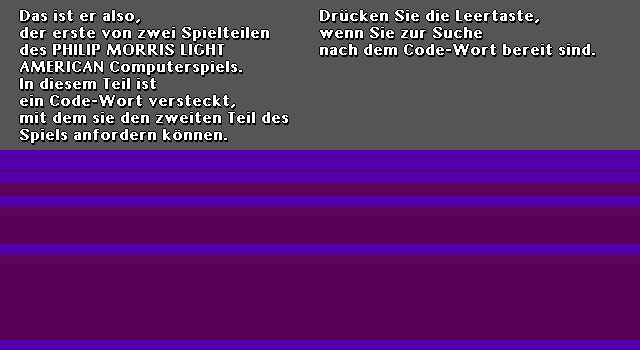 Das ist er also,
der erste von zwei Spielteilen
des PHILIP MORRIS LIGHT
AMERICAN Computerspiels.
In diesem Teil ist
ein Code-Wort versteckt,
mit dem sie den zweiten Teil des
Spiels anfordern können.
Drücken Sie die Leertaste,
wenn Sie zur Suche
nach dem Code-Wort bereit sind.